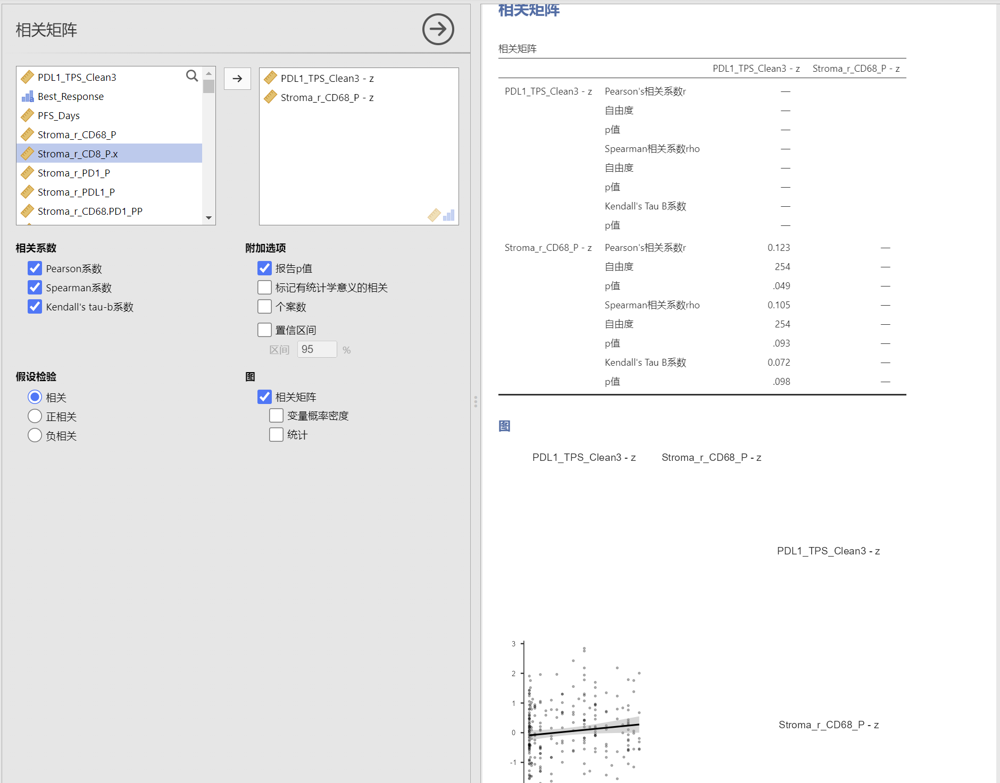 相关矩阵
PDL1_TPS_Clean3
Best_Response
PFS_Days
Stroma_r_CD68_P
Stroma_r_CD8_P.x
Stroma_r_PD1_P
Stroma_r_PDL1_P
Stroma_r_CD68.PD1_PP
PDL1_TPS_Clean3 - z
Stroma_r_CD68_P - z
相关系数
Pearson系数
Spearman系数
Kendall's tau-b系数
附加选项
报告p值
标记有统计学意义的相关
个案数
置信区间
区间 95 %
假设检验
相关
正相关
负相关
图
相关矩阵
变量概率密度
统计
相关矩阵
相关矩阵
PDL1_TPS_Clean3 - z Stroma_r_CD68_P - z
PDL1_TPS_Clean3 - z Pearson's相关系数r —
自由度 —
p值 —
Spearman相关系数rho —
自由度 —
p值 —
Kendall's Tau B系数 —
p值 —
Stroma_r_CD68_P - z Pearson's相关系数r 0.123 —
自由度 254 —
p值 .049 —
Spearman相关系数rho 0.105 —
自由度 254 —
p值 .093 —
Kendall's Tau B系数 0.072 —
p值 .098 —
图
PDL1_TPS_Clean3 - z Stroma_r_CD68_P - z
PDL1_TPS_Clean3 - z
3
2
1
0
-1
Stroma_r_CD68_P - z